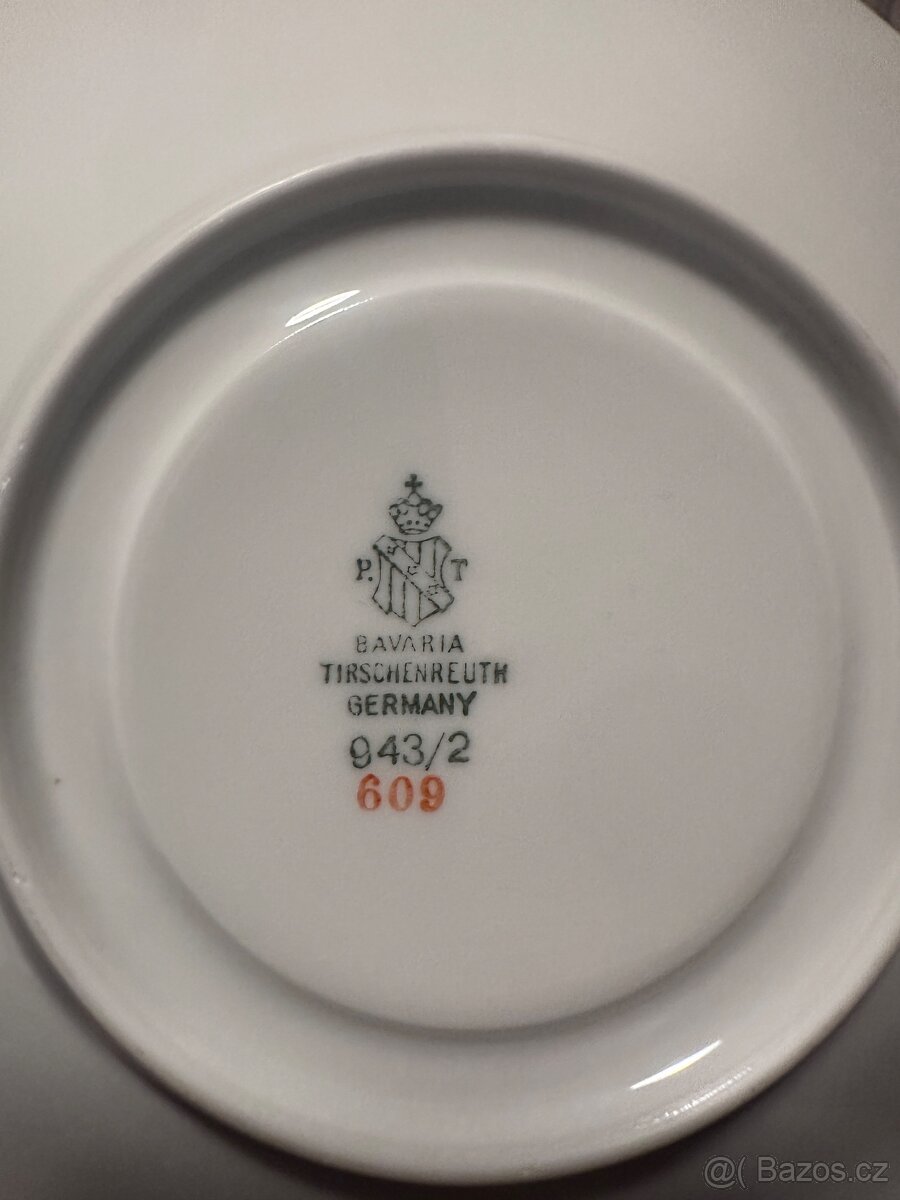 P. T
BAVARIA
TIRSCHENREUTH
GERMANY
943/2
609
@( Bazos.cz